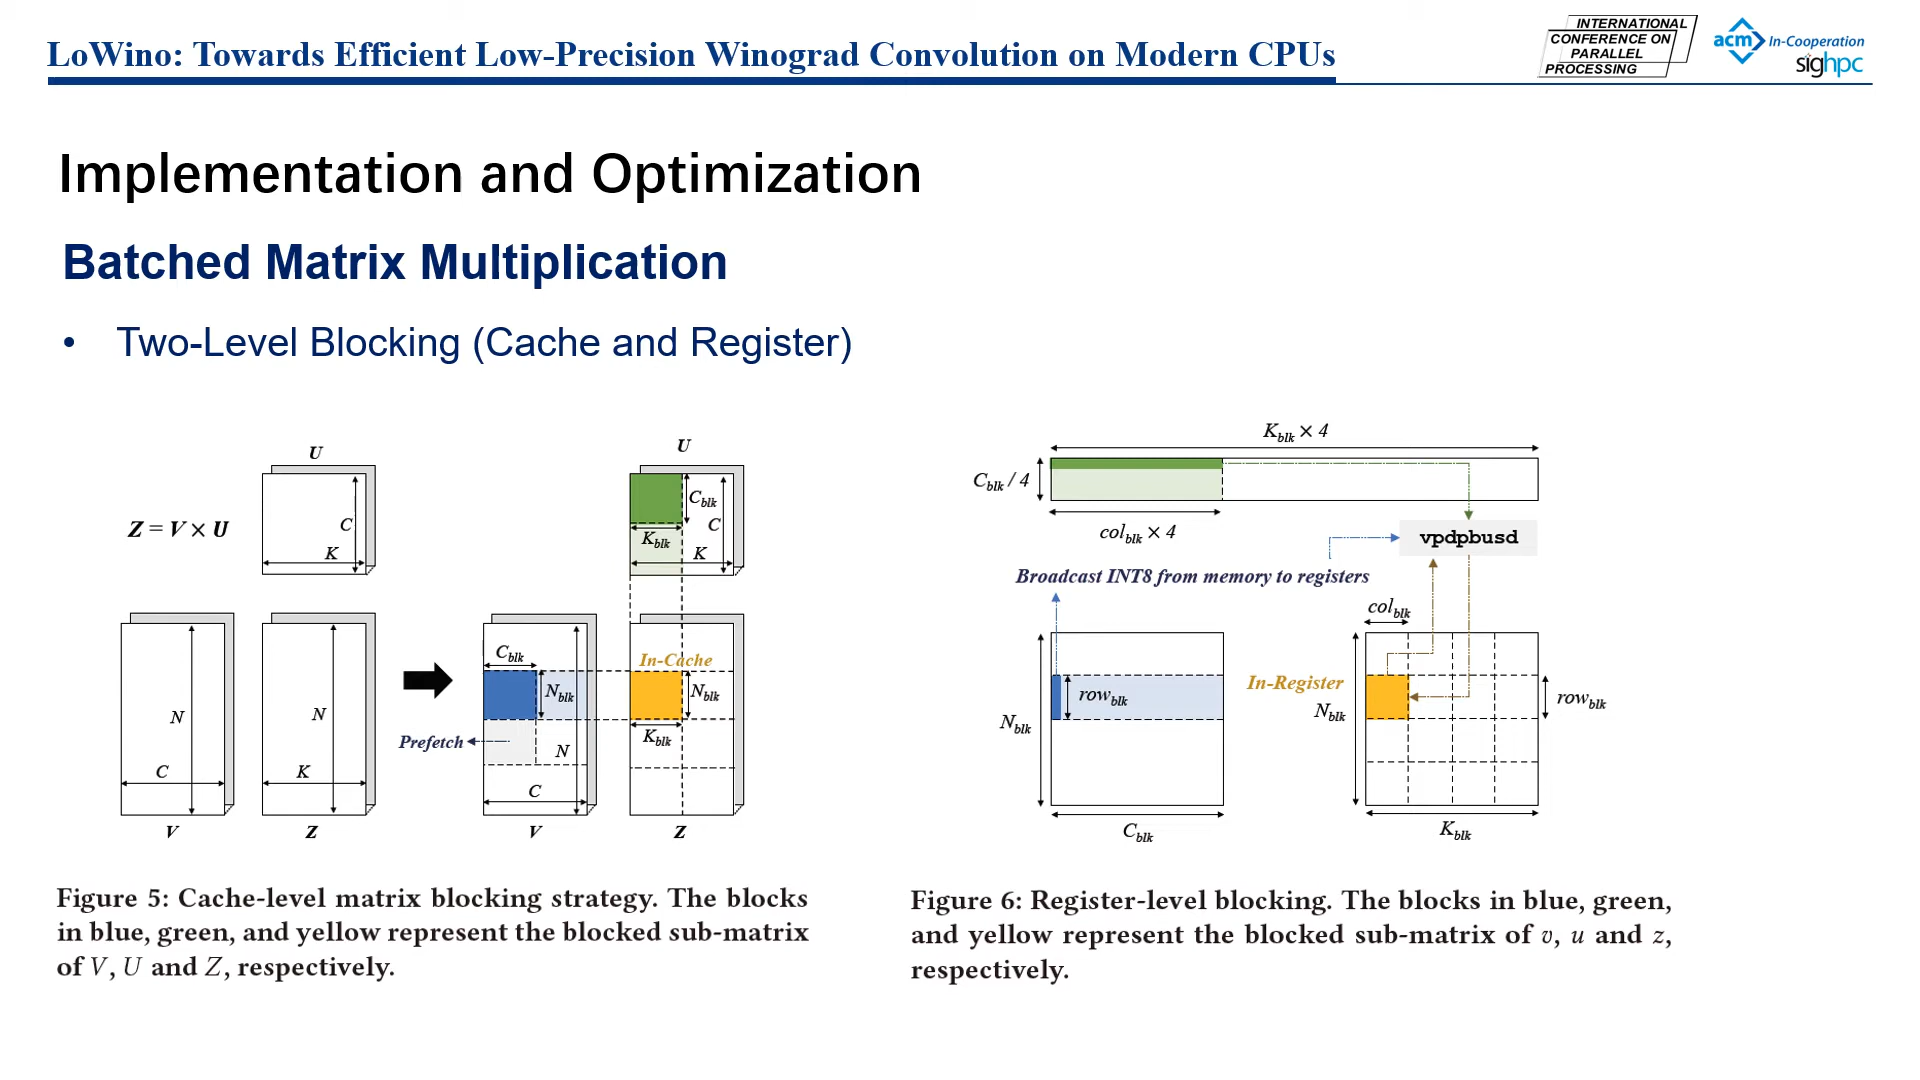 LoWino: Towards Efficient Low-Precision Winograd Convolution on Modern CPUs
INTERNATIONAL
CONFERENCE ON
PARALLEL
PROCESSING
acm In-Cooperation
sighpc
Implementation and Optimization
Batched Matrix Multiplication
• Two-Level Blocking (Cache and Register)
Z = V × U
U
C
K
N
C
V
N
K
Z
U
C_blk
C
K_blk
K
C_blk
N_blk
Prefetch
N
C
V
In-Cache
N_blk
K_blk
Z
Figure 5: Cache-level matrix blocking strategy. The blocks
in blue, green, and yellow represent the blocked sub-matrix
of V, U and Z, respectively.
K_blk × 4
C_blk / 4
col_blk × 4
vpdpbusd
Broadcast INT8 from memory to registers
row_blk
N_blk
C_blk
col_blk
In-Register
N_blk
row_blk
K_blk
Figure 6: Register-level blocking. The blocks in blue, green,
and yellow represent the blocked sub-matrix of v, u and z,
respectively.